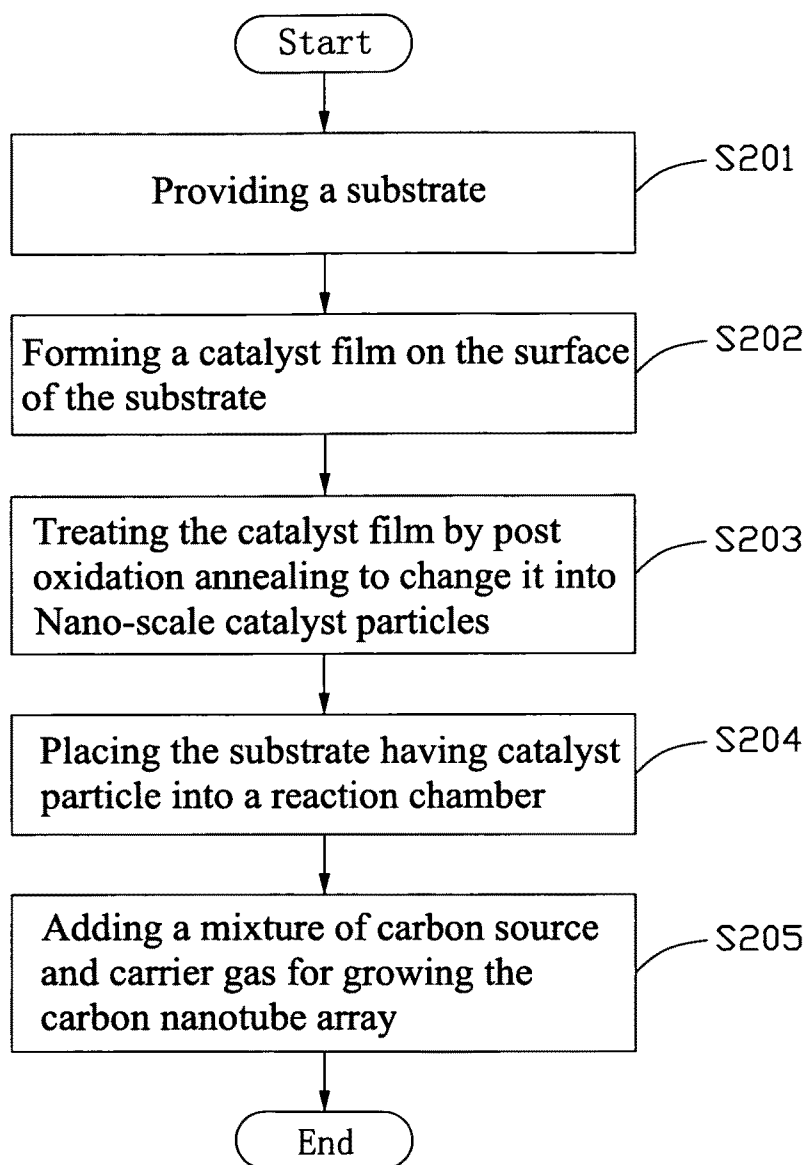 Start
Providing a substrate
S201
Forming a catalyst film on the surface
of the substrate
S202
Treating the catalyst film by post
oxidation annealing to change it into
Nano-scale catalyst particles
S203
Placing the substrate having catalyst
particle into a reaction chamber
S204
Adding a mixture of carbon source
and carrier gas for growing the
carbon nanotube array
S205
End